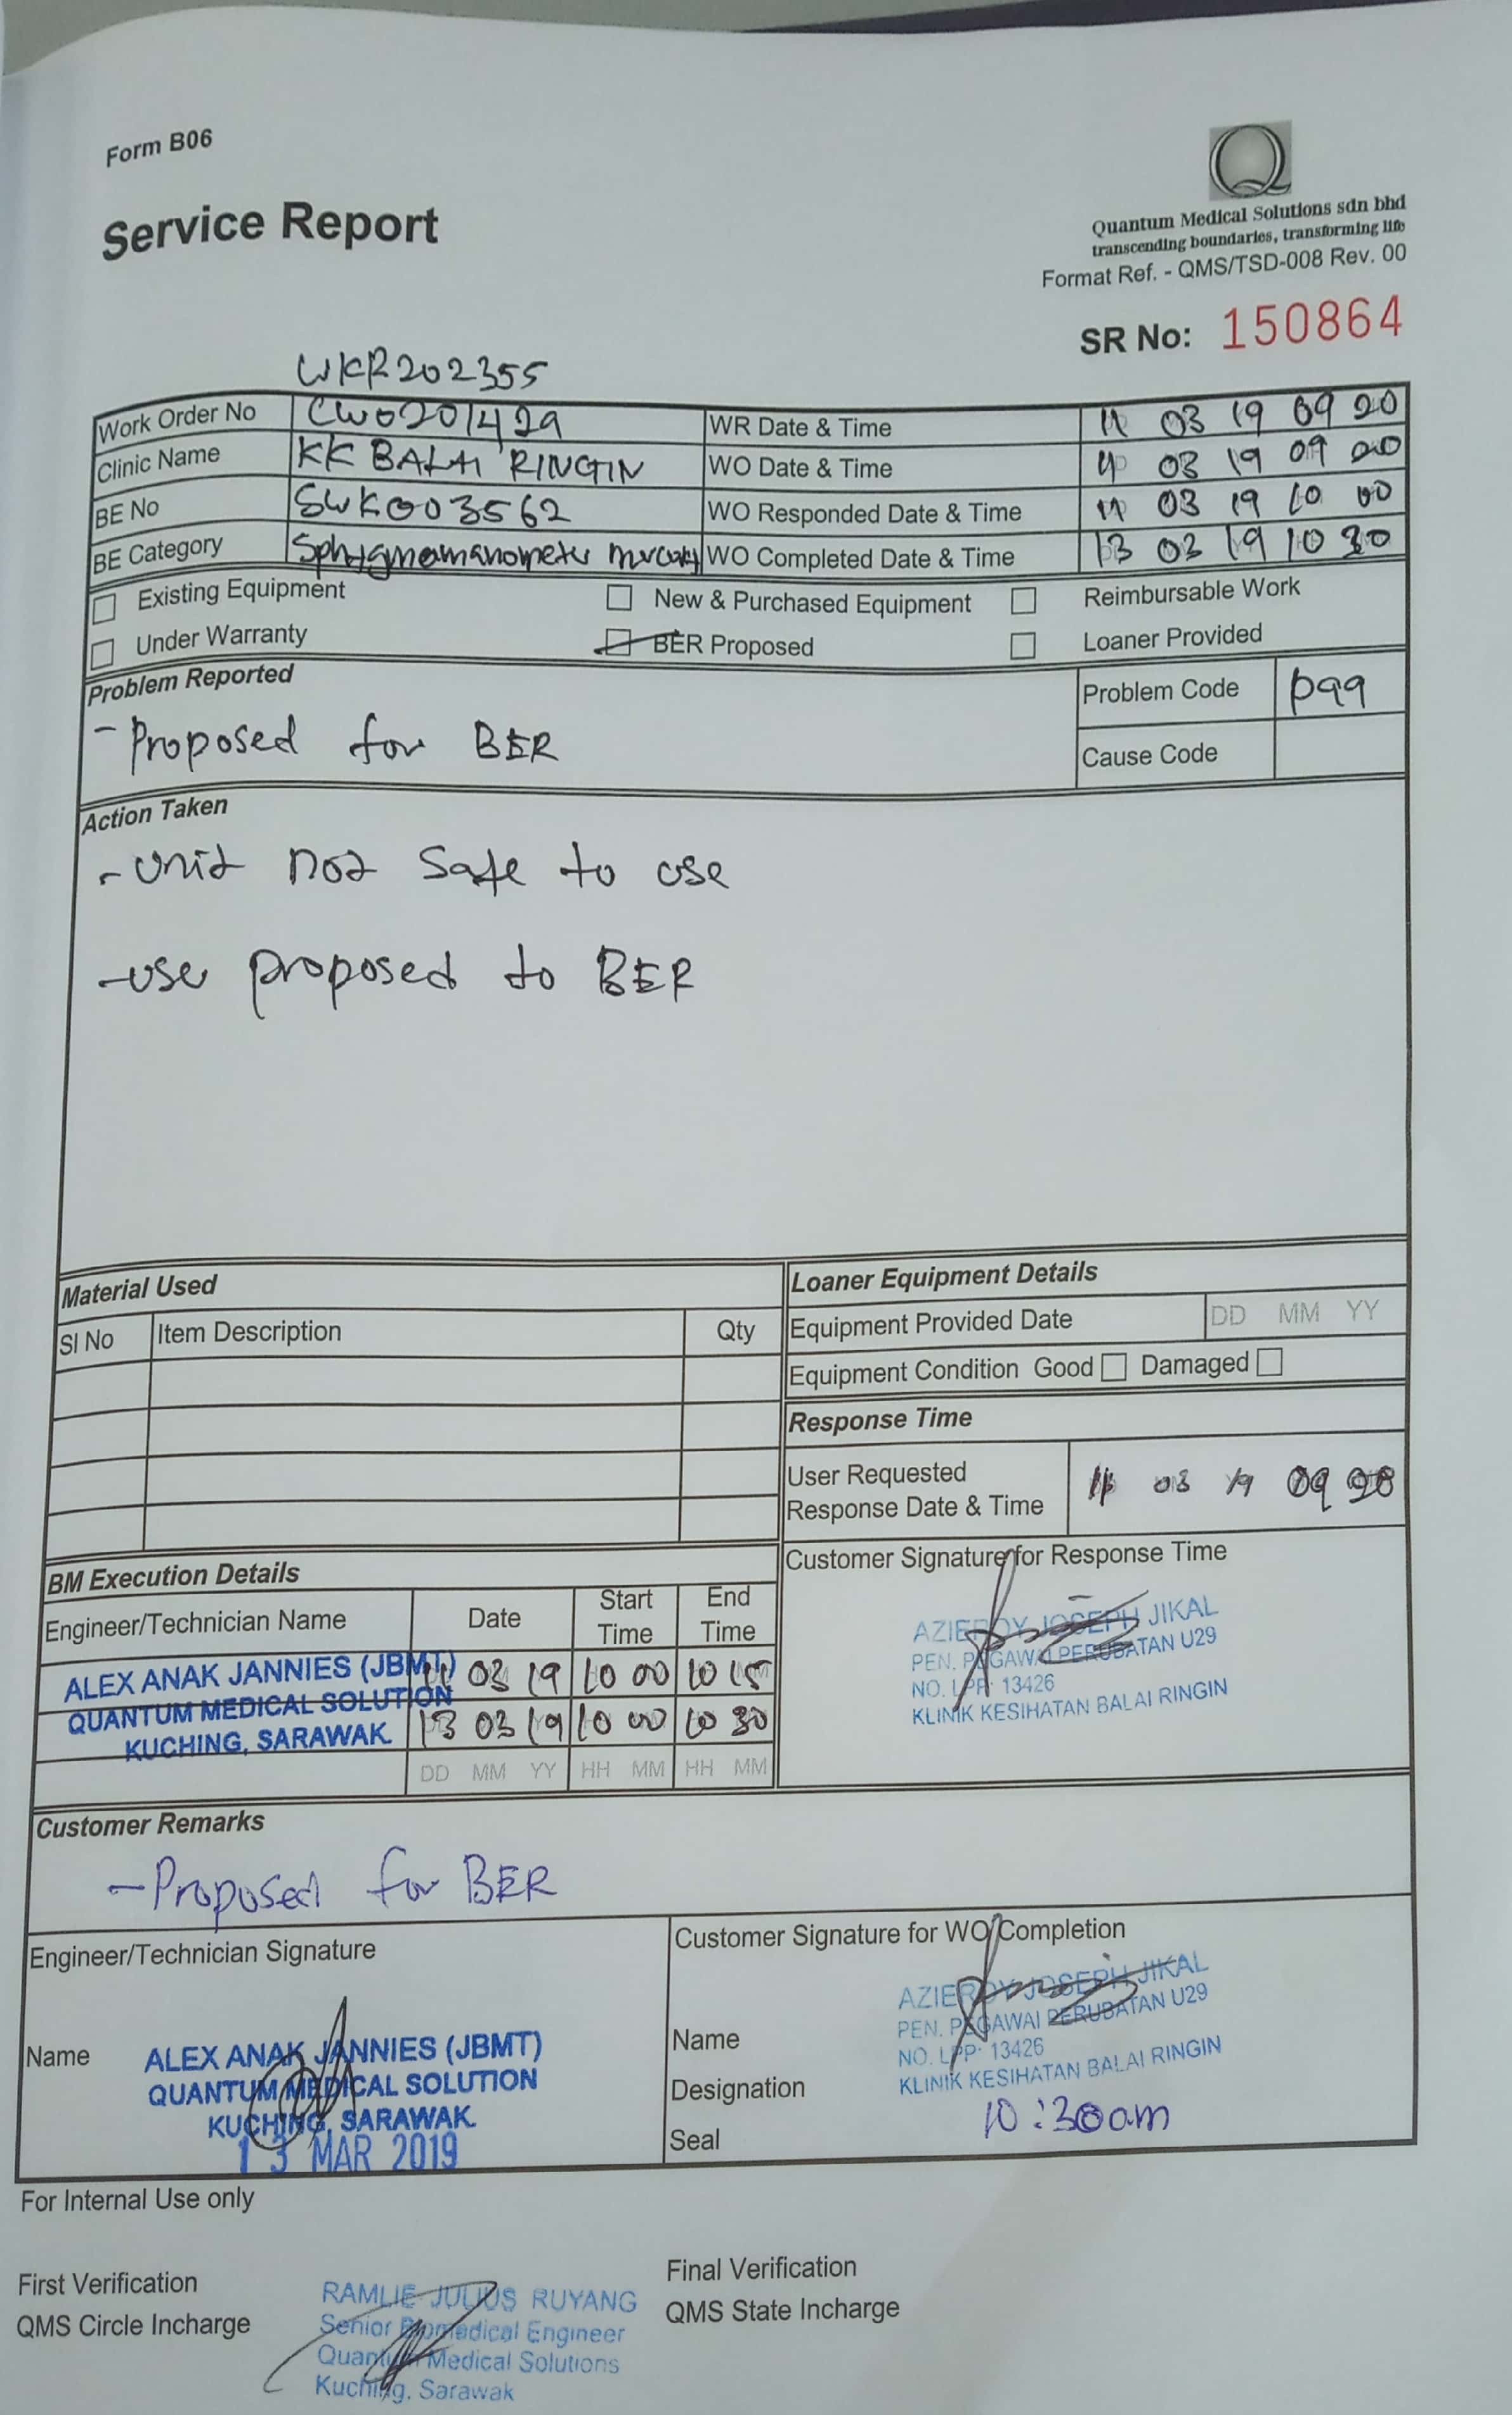 Form B06
Service Report
Quantum Medical Solutions sdn bhd
transcending boundaries, transforming life
Format Ref. - QMS/TSD-008 Rev. 00
SR No: 150864
WKR202355
Work Order No CWO201429 WR Date & Time 11 03 19 09 20
Clinic Name KK BALAI RINGIN WO Date & Time 03 19 09
BE No SWK003562 WO Responded Date & Time 11 03 19 10 00
BE Category Sphygmomanometer mercury WO Completed Date & Time 13 03 19 10 30
Existing Equipment New & Purchased Equipment Reimbursable Work
Under Warranty BER Proposed Loaner Provided
Problem Reported
Problem Code P99
- Proposed for BER
Cause Code
Action Taken
- Unit not safe to use
- user proposed to BER
Material Used
Loaner Equipment Details
Sl No Item Description Qty
Equipment Provided Date DD MM YY
Equipment Condition Good Damaged
Response Time
User Requested
Response Date & Time 11 03 19 09
BM Execution Details
Customer Signature for Response Time
Engineer/Technician Name Date Start Time End Time
ALEX ANAK JANNIES (JBMT) 11 03 19 10 00 10 15
QUANTUM MEDICAL SOLUTION
KUCHING, SARAWAK. 13 03 19 10 00 10 30
DD MM YY HH MM HH MM
AZIERDY JOSEPH JIKAL
PEN. PEGAWAI PERUBATAN U29
NO. LPP: 13426
KLINIK KESIHATAN BALAI RINGIN
Customer Remarks
- Proposed for BER
Engineer/Technician Signature
Name ALEX ANAK JANNIES (JBMT)
QUANTUM MEDICAL SOLUTION
KUCHING, SARAWAK.
13 MAR 2019
Customer Signature for WO Completion
AZIERDY JOSEPH JIKAL
PEN. PEGAWAI PERUBATAN U29
Name
NO. LPP: 13426
Designation
KLINIK KESIHATAN BALAI RINGIN
10:30am
Seal
For Internal Use only
First Verification
QMS Circle Incharge
RAMLIE JULIUS RUYANG
Senior Biomedical Engineer
Quantum Medical Solutions
Kuching, Sarawak
Final Verification
QMS State Incharge